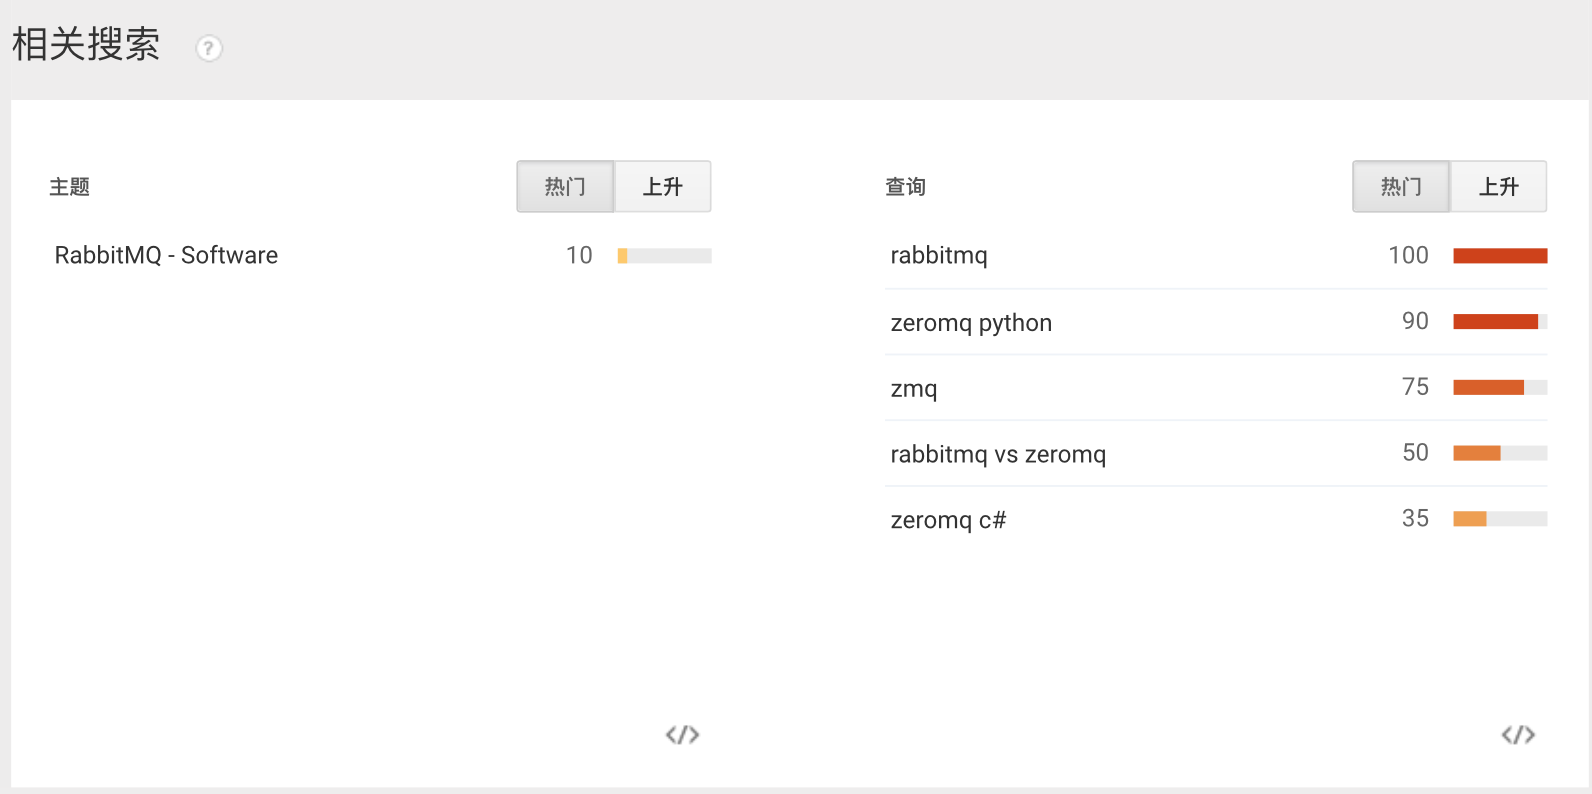 相关搜索 ?
主题 热门 上升
RabbitMQ - Software 10
</>
查询 热门 上升
rabbitmq 100
zeromq python 90
zmq 75
rabbitmq vs zeromq 50
zeromq c# 35
</>